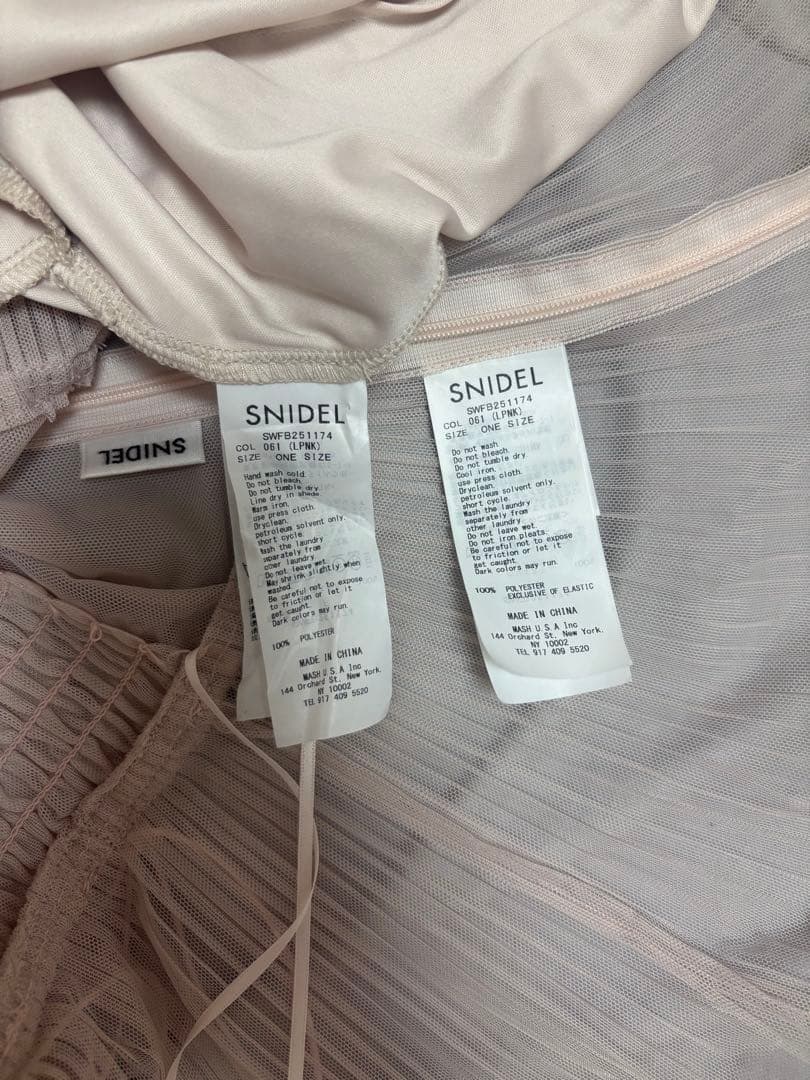 SNIDEL
SWFB251174
COL 061 (LPNK)
SIZE ONE SIZE
Hand wash cold
Do not bleach.
Do not tumble dry.
Line dry in shade.
Warm iron.
use press cloth.
Dryclean.
petroleum solvent only.
short cycle.
Wash the laundry
separately from
other laundry.
Do not leave wet.
May shrink slightly when
washed.
Be careful not to expose
to friction or let it
get caught.
Dark colors may run.
100% POLYESTER
MADE IN CHINA
MASH U.S.A Inc
144 Orchard St. New York.
NY 10002
TEL 917 409 5520
SNIDEL
SWFB251174
COL 061 (LPNK)
SIZE ONE SIZE
Do not wash.
Do not bleach.
Do not tumble dry.
Cool iron.
use press cloth.
Dryclean.
petroleum solvent only.
short cycle.
Wash the laundry
separately from
other laundry.
Do not leave wet.
Do not iron pleats.
Be careful not to expose
to friction or let it
get caught.
Dark colors may run.
100% POLYESTER
EXCLUSIVE OF ELASTIC
MADE IN CHINA
MASH U.S.A Inc
144 Orchard St. New York.
NY 10002
TEL 917 409 5520
SNIDEL